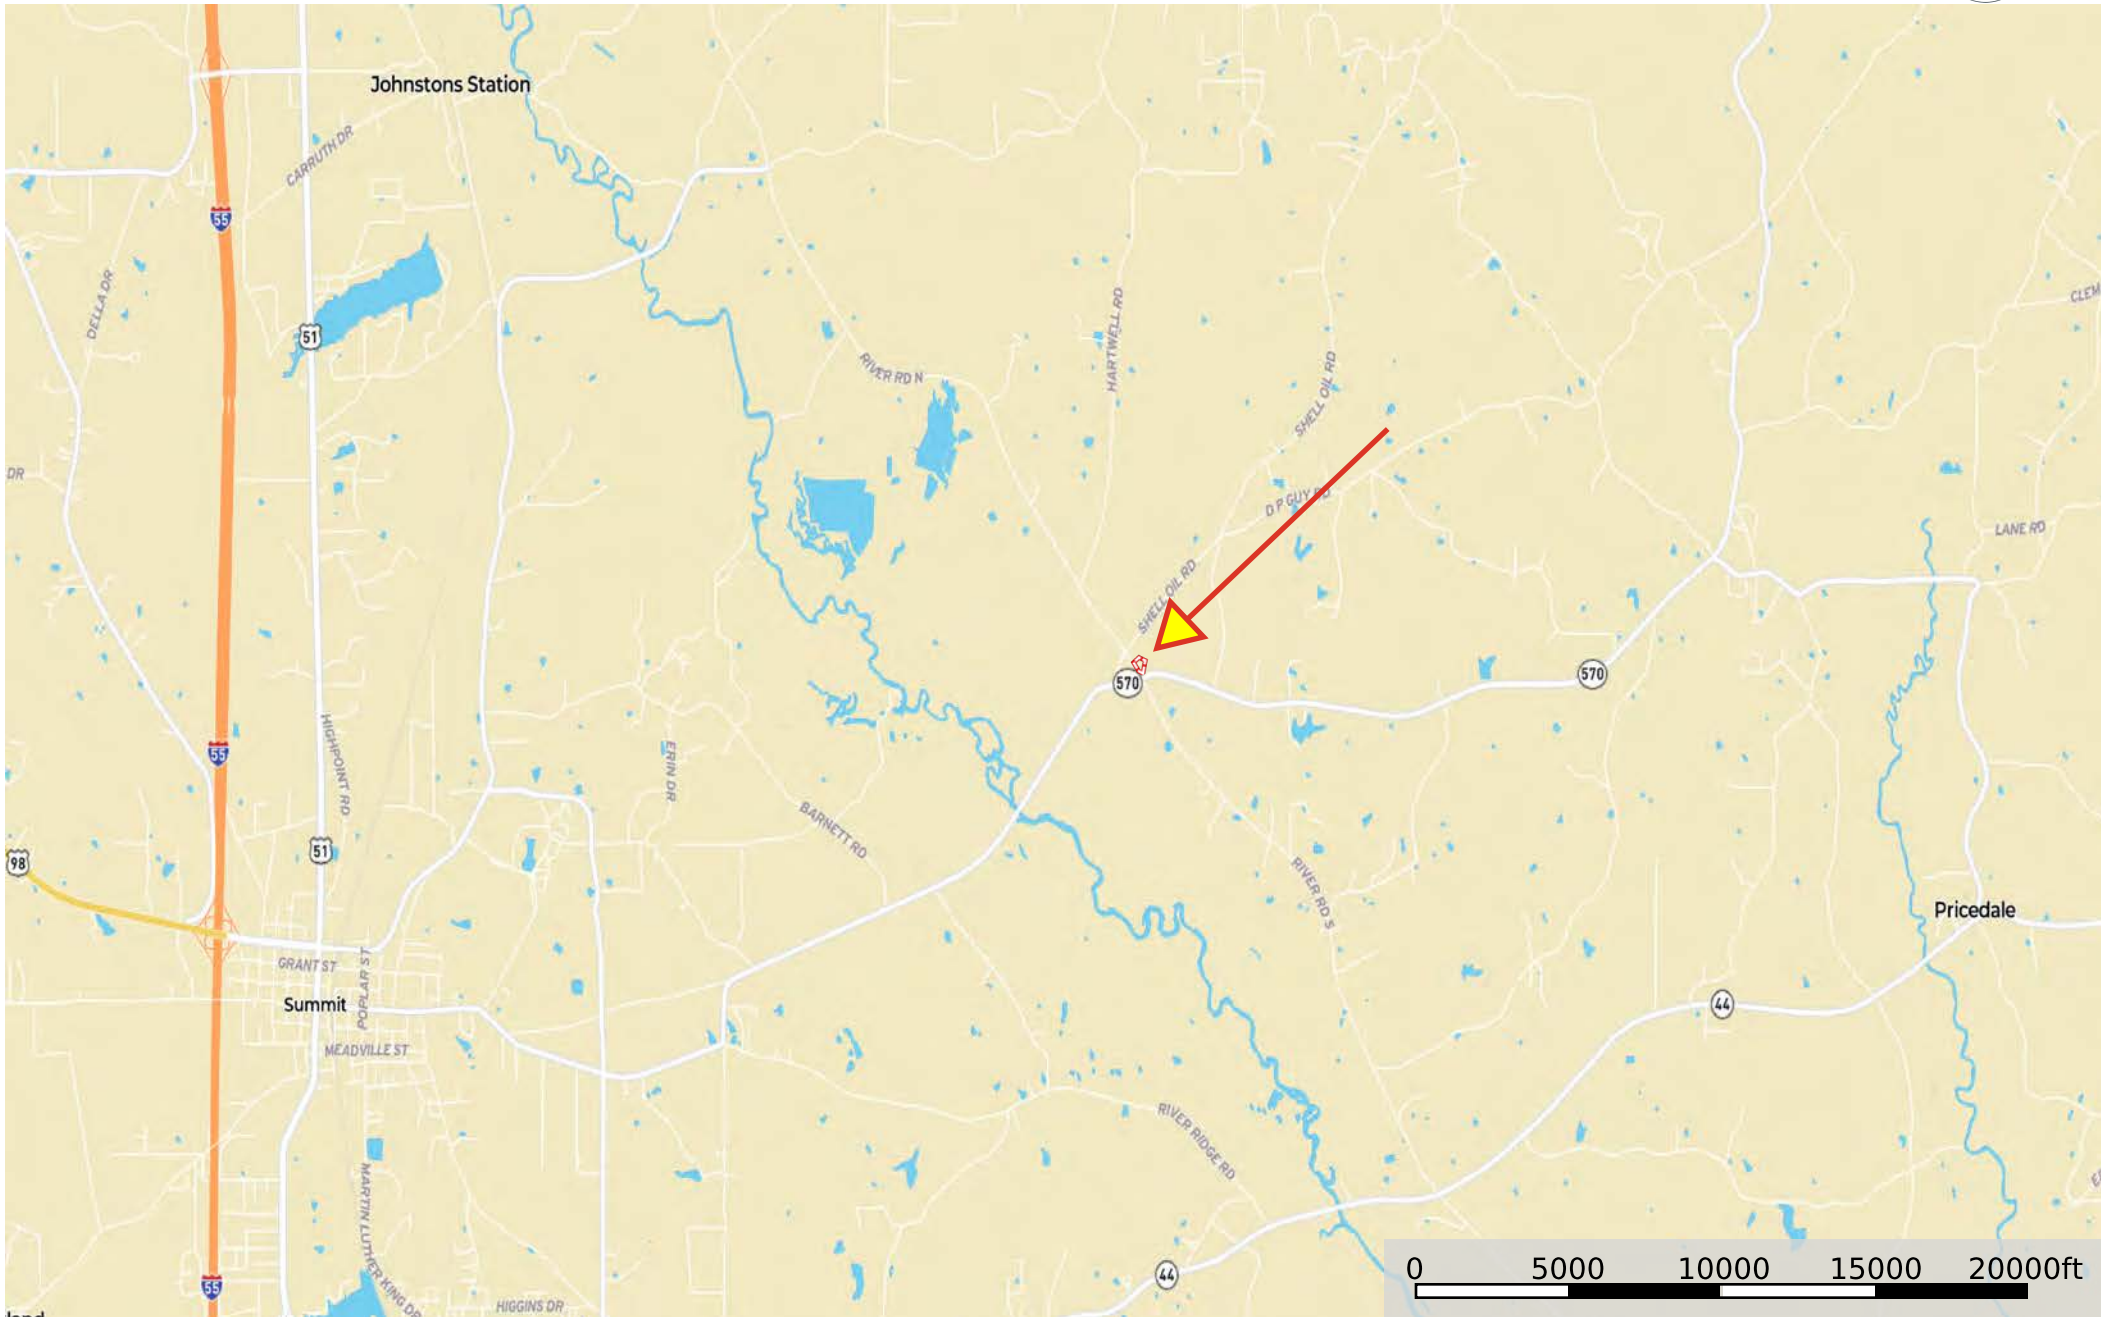 Johnstons Station
CARRUTH DR
55
DELLA DR
51
CLEM
HARTWELL RD
RIVER RD N
SHELL OIL RD
DR
D P GUY RD
LANE RD
SHELL OIL RD
570
570
HIGHPOINT RD
55
ERIN DR
BARNETT RD
51
98
RIVER RD S
Pricedale
GRANT ST
POPLAR ST
Summit
44
MEADVILLE ST
RIVER RIDGE RD
MARTIN LUTHER KING DR
55
44
HIGGINS DR
0 5000 10000 15000 20000ft